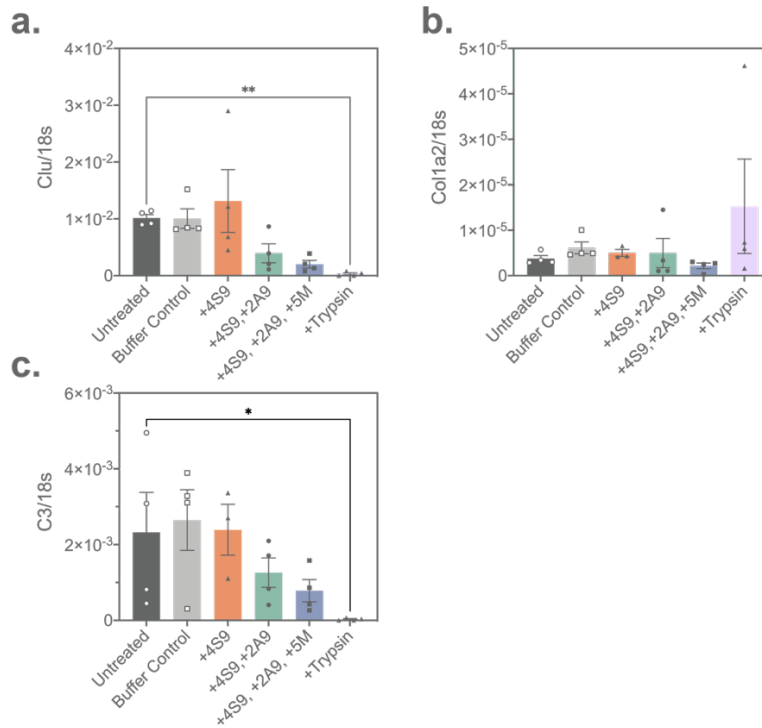 a.
Clu/18s
4×10⁻²
3×10⁻²
2×10⁻²
1×10⁻²
0
**
Untreated
Buffer Control
+4S9
+4S9,+2A9
+4S9, +2A9, +5M
+Trypsin
b.
Col1a2/18s
5×10⁻⁵
4×10⁻⁵
3×10⁻⁵
2×10⁻⁵
1×10⁻⁵
0
Untreated
Buffer Control
+4S9
+4S9,+2A9
+4S9, +2A9, +5M
+Trypsin
c.
C3/18s
6×10⁻³
4×10⁻³
2×10⁻³
0
*
Untreated
Buffer Control
+4S9
+4S9,+2A9
+4S9, +2A9, +5M
+Trypsin